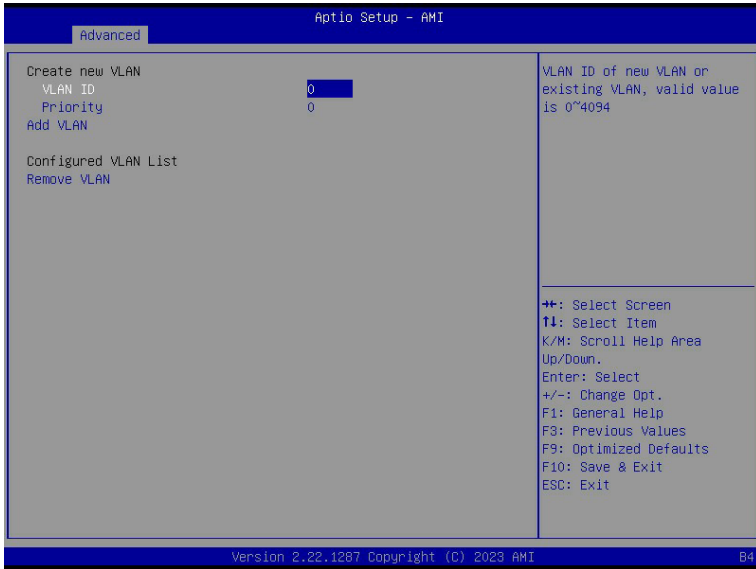 Aptio Setup – AMI
Advanced
Create new VLAN
VLAN ID 0
Priority 0
Add VLAN
Configured VLAN List
Remove VLAN
VLAN ID of new VLAN or
existing VLAN, valid value
is 0~4094
→←: Select Screen
↑↓: Select Item
K/M: Scroll Help Area
Up/Down.
Enter: Select
+/-: Change Opt.
F1: General Help
F3: Previous Values
F9: Optimized Defaults
F10: Save & Exit
ESC: Exit
Version 2.22.1287 Copyright (C) 2023 AMI
B4